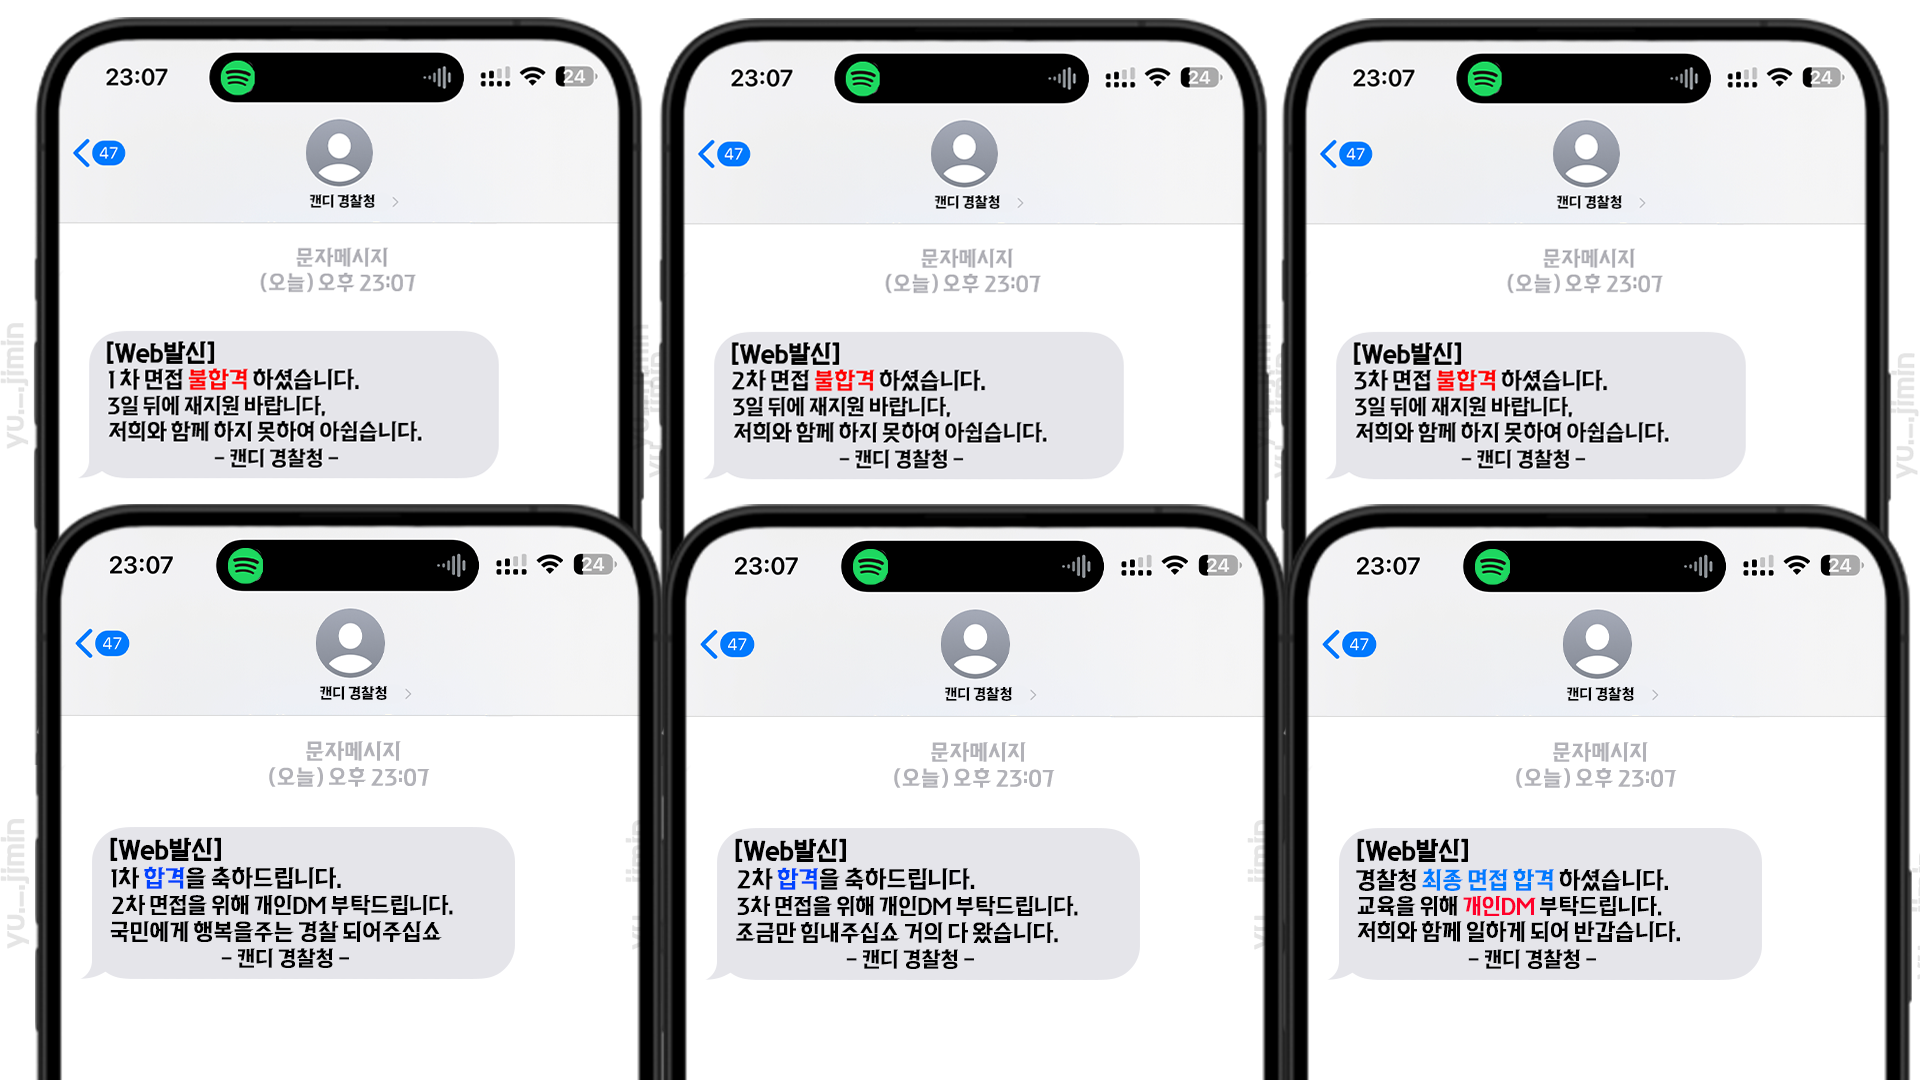 23:07
24
47
캔디 경찰청
문자메시지
(오늘) 오후 23:07
[Web발신]
1차 면접 불합격 하셨습니다.
3일 뒤에 재지원 바랍니다,
저희와 함께 하지 못하여 아쉽습니다.
- 캔디 경찰청 -
23:07
24
47
캔디 경찰청
문자메시지
(오늘) 오후 23:07
[Web발신]
2차 면접 불합격 하셨습니다.
3일 뒤에 재지원 바랍니다,
저희와 함께 하지 못하여 아쉽습니다.
- 캔디 경찰청 -
23:07
24
47
캔디 경찰청
문자메시지
(오늘) 오후 23:07
[Web발신]
3차 면접 불합격 하셨습니다.
3일 뒤에 재지원 바랍니다,
저희와 함께 하지 못하여 아쉽습니다.
- 캔디 경찰청 -
23:07
24
47
캔디 경찰청
문자메시지
(오늘) 오후 23:07
[Web발신]
1차 합격을 축하드립니다.
2차 면접을 위해 개인DM 부탁드립니다.
국민에게 행복을주는 경찰 되어주십쇼
- 캔디 경찰청 -
23:07
24
47
캔디 경찰청
문자메시지
(오늘) 오후 23:07
[Web발신]
2차 합격을 축하드립니다.
3차 면접을 위해 개인DM 부탁드립니다.
조금만 힘내주십쇼 거의 다 왔습니다.
- 캔디 경찰청 -
23:07
24
47
캔디 경찰청
문자메시지
(오늘) 오후 23:07
[Web발신]
경찰청 최종 면접 합격 하셨습니다.
교육을 위해 개인DM 부탁드립니다.
저희와 함께 일하게 되어 반갑습니다.
- 캔디 경찰청 -
yu._.jimin
yu._.jimin
yu._.jimin